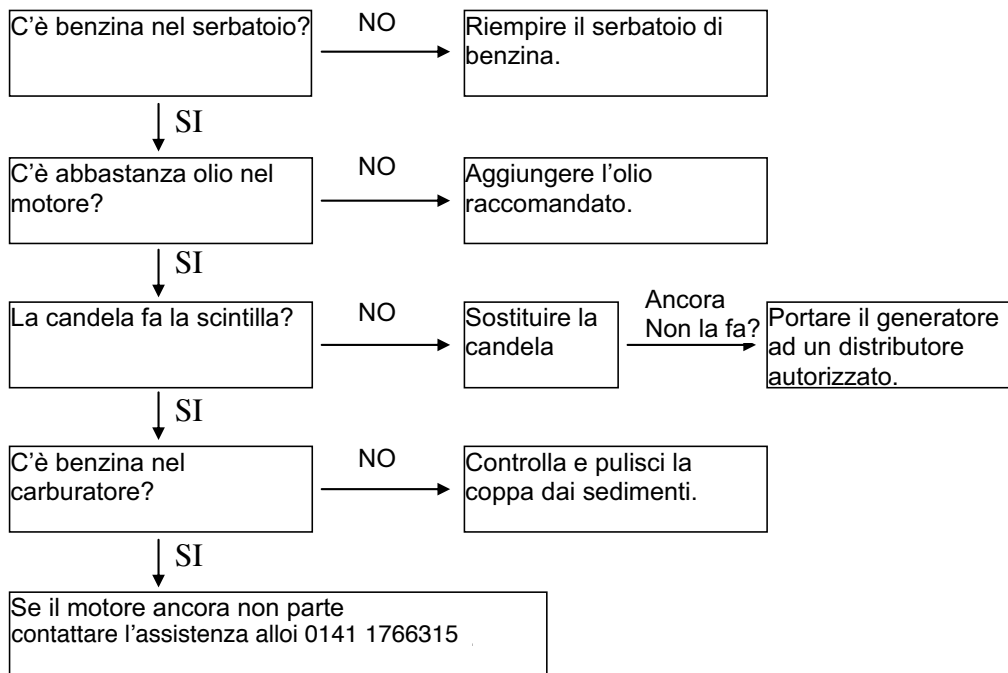 C'è benzina nel serbatoio?
NO
Riempire il serbatoio di
benzina.
SI
C'è abbastanza olio nel
motore?
NO
Aggiungere l'olio
raccomandato.
SI
La candela fa la scintilla?
NO
Sostituire la
candela
Ancora
Non la fa?
Portare il generatore
ad un distributore
autorizzato.
SI
C'è benzina nel
carburatore?
NO
Controlla e pulisci la
coppa dai sedimenti.
SI
Se il motore ancora non parte
contattare l'assistenza alloi 0141 1766315